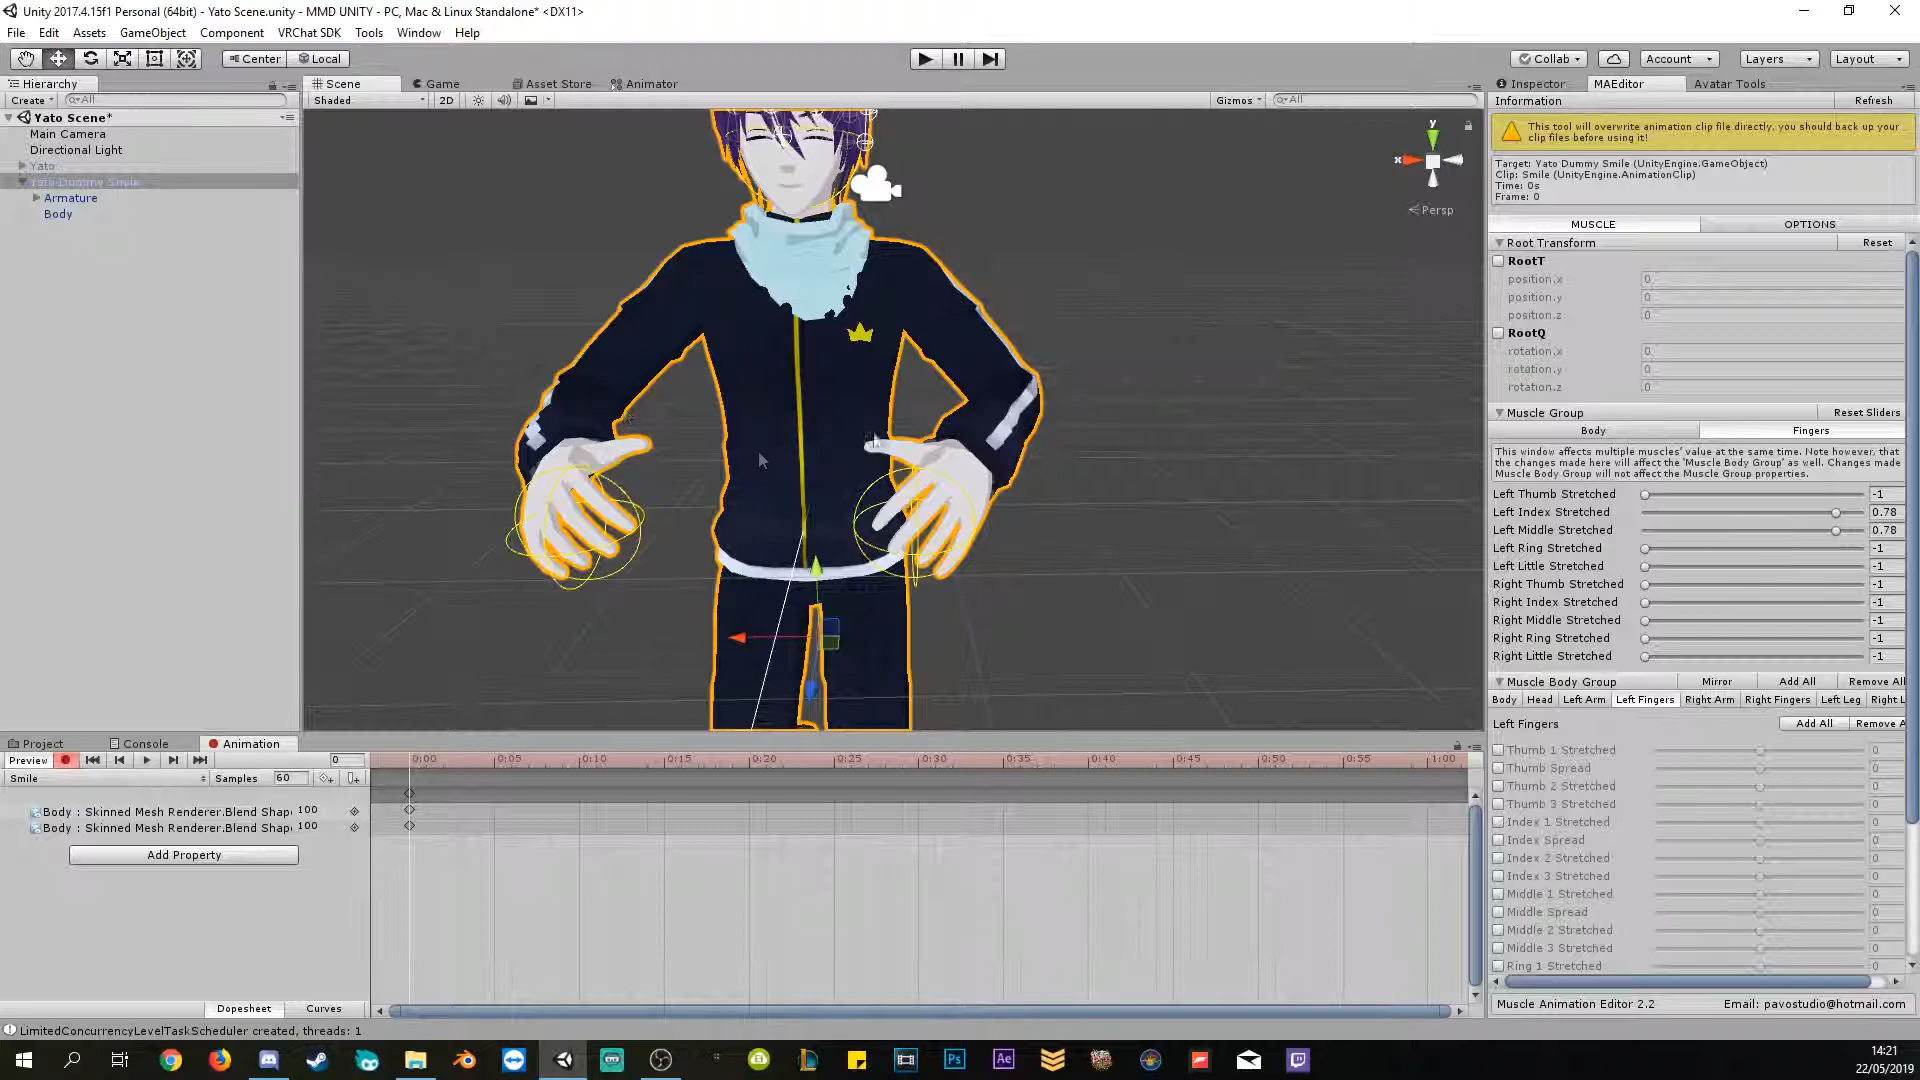 Unity 2017.4.15f1 Personal (64bit) - Yato Scene.unity - MMD UNITY - PC, Mac & Linux Standalone* <DX11>
File Edit Assets GameObject Component VRChat SDK Tools Window Help
Center Local Collab Account Layers Layout
Hierarchy Scene Game Asset Store Animator Inspector MAEditor Avatar Tools
Create All Shaded 2D Gizmos All Information Refresh
Yato Scene*
Main Camera
Directional Light
Yato
Yato Dummy Smile
Armature
Body
y
x
Persp
This tool will overwrite animation clip file directly, you should back up your
clip files before using it!
Target: Yato Dummy Smile (UnityEngine.GameObject)
Clip: Smile (UnityEngine.AnimationClip)
Time: 0s
Frame: 0
MUSCLE OPTIONS
Root Transform Reset
RootT
position.x 0
position.y 0
position.z 0
RootQ
rotation.x 0
rotation.y 0
rotation.z 0
Muscle Group Reset Sliders
Body Fingers
This window affects multiple muscles' value at the same time. Note however, that
the changes made here will affect the 'Muscle Body Group' as well. Changes made
Muscle Body Group will not affect the Muscle Group properties.
Left Thumb Stretched -1
Left Index Stretched 0.78
Left Middle Stretched 0.78
Left Ring Stretched -1
Left Little Stretched -1
Right Thumb Stretched -1
Right Index Stretched -1
Right Middle Stretched -1
Right Ring Stretched -1
Right Little Stretched -1
Muscle Body Group Mirror Add All Remove All
Body Head Left Arm Left Fingers Right Arm Right Fingers Left Leg Right L
Left Fingers Add All Remove A
Thumb 1 Stretched 0
Thumb Spread 0
Thumb 2 Stretched 0
Thumb 3 Stretched 0
Index 1 Stretched 0
Index Spread 0
Index 2 Stretched 0
Index 3 Stretched 0
Middle 1 Stretched 0
Middle Spread 0
Middle 2 Stretched 0
Middle 3 Stretched 0
Ring 1 Stretched 0
Muscle Animation Editor 2.2 Email: pavostudio@hotmail.com
Project Console Animation
Preview 0 0:00 0:05 0:10 0:15 0:20 0:25 0:30 0:35 0:40 0:45 0:50 0:55 1:00
Smile Samples 60
Body : Skinned Mesh Renderer.Blend Shap 100
Body : Skinned Mesh Renderer.Blend Shap 100
Add Property
Dopesheet Curves
LimitedConcurrencyLevelTaskScheduler created, threads: 1
Ps Ae
14:21
22/05/2019